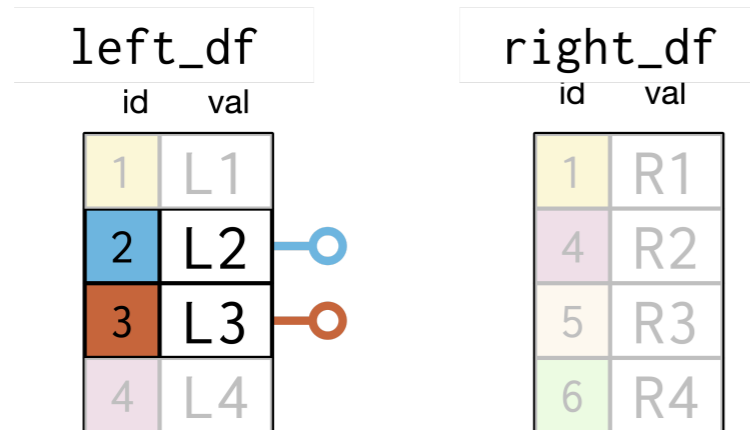 left_df right_df
id val id val
1 L1 1 R1
2 L2 4 R2
3 L3 5 R3
4 L4 6 R4